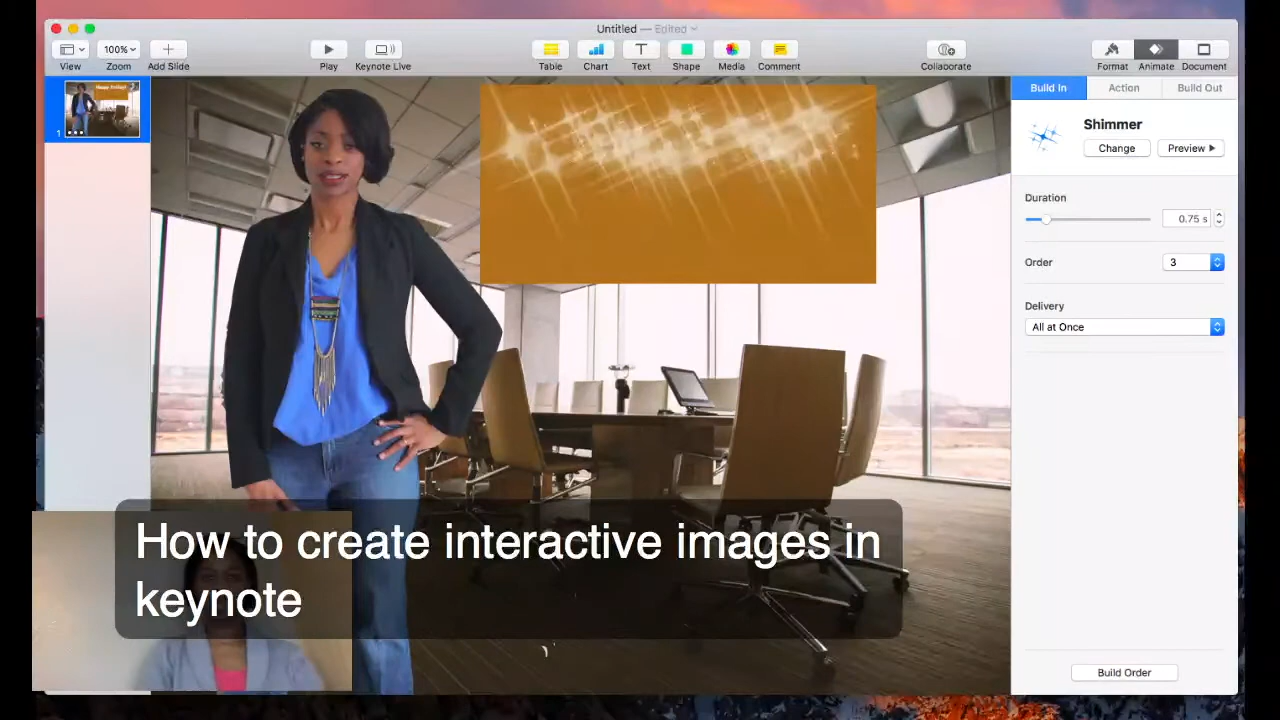 Untitled — Edited
100%
View
Zoom
Add Slide
Play
Keynote Live
Table
Chart
Text
Shape
Media
Comment
Collaborate
Format
Animate
Document
1
Build In
Action
Build Out
Shimmer
Change
Preview
Duration
0.75 s
Order
3
Delivery
All at Once
How to create interactive images in
keynote
Build Order